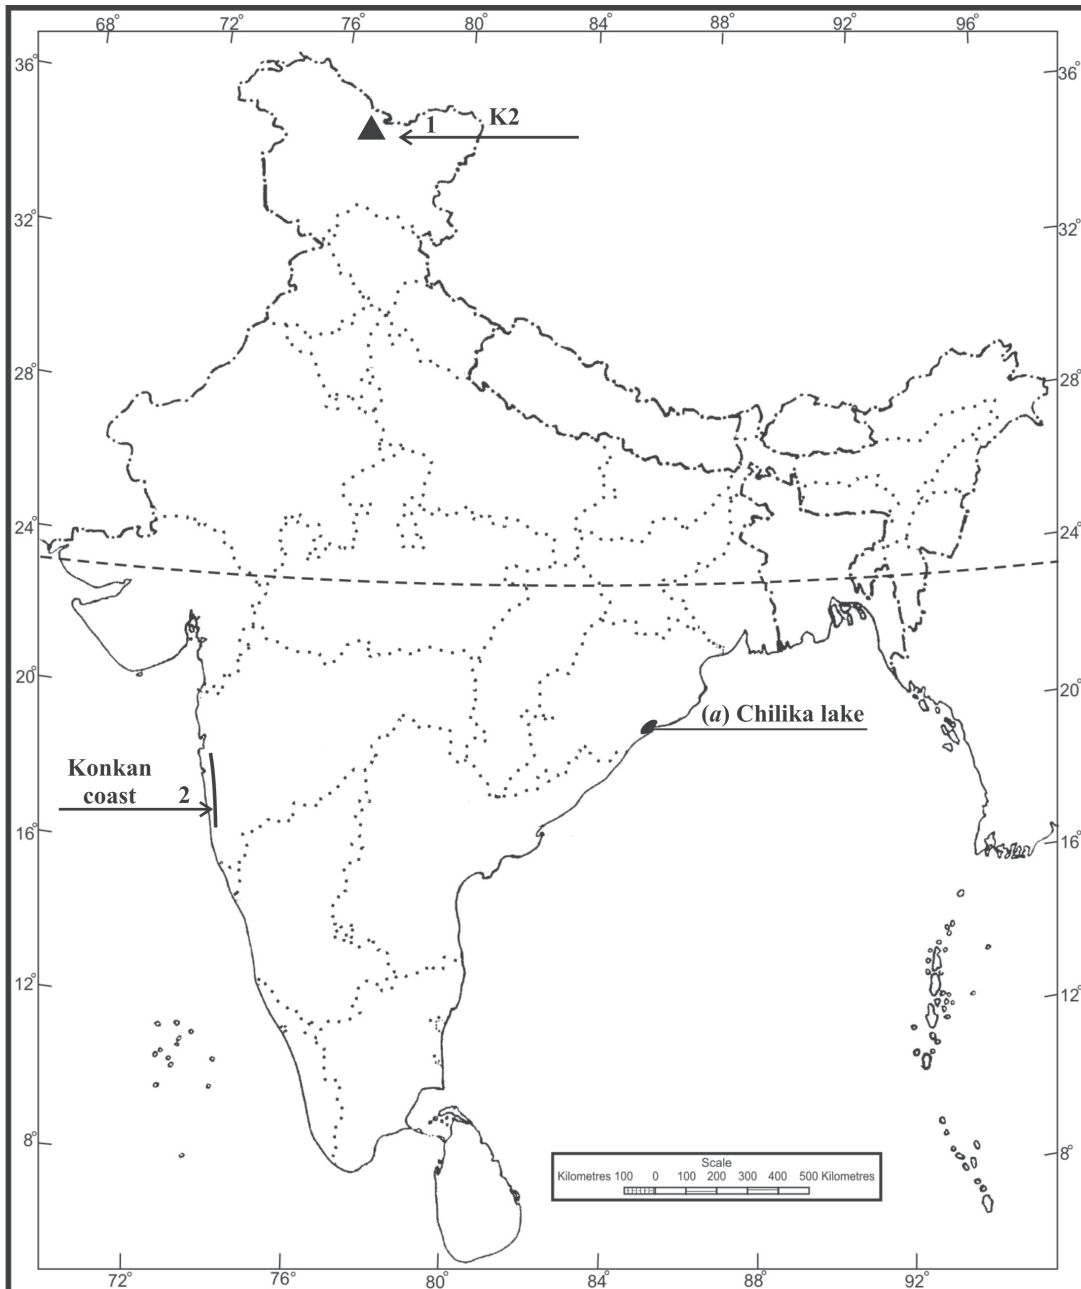 68° 72° 76° 80° 84° 88° 92° 96°
36° 36°
1 K2
32° 32°
28° 28°
24° 24°
20° 20°
(a) Chilika lake
Konkan
coast 2
16° 16°
12° 12°
8° 8°
Scale
Kilometres 100 0 100 200 300 400 500 Kilometres
72° 76° 80° 84° 88° 92°